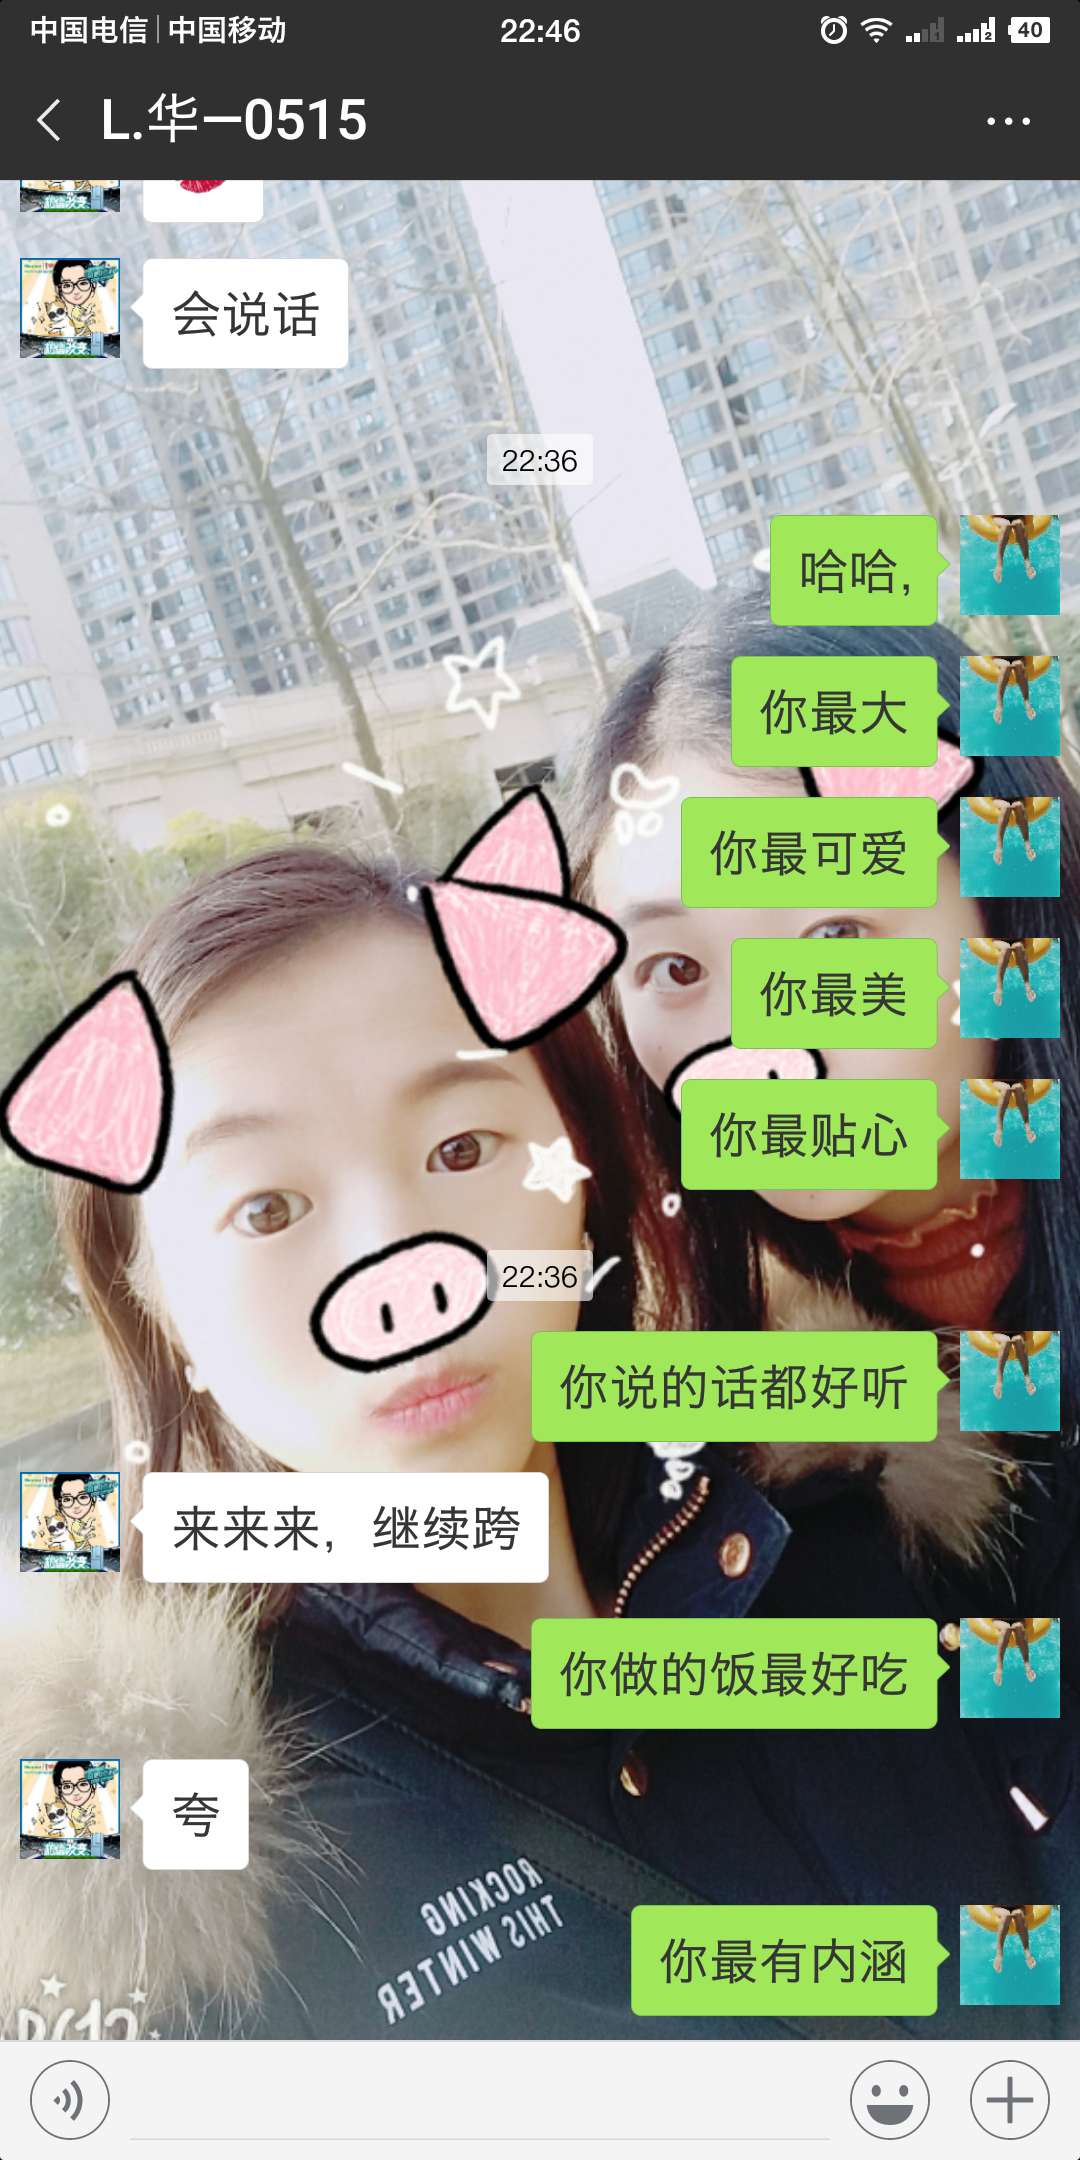 中国电信 | 中国移动 22:46 40
L.华—0515
会说话
22:36
哈哈,
你最大
你最可爱
你最美
你最贴心
22:36
你说的话都好听
来来来, 继续跨
你做的饭最好吃
夸
ROCKING
THIS WINTER
你最有内涵